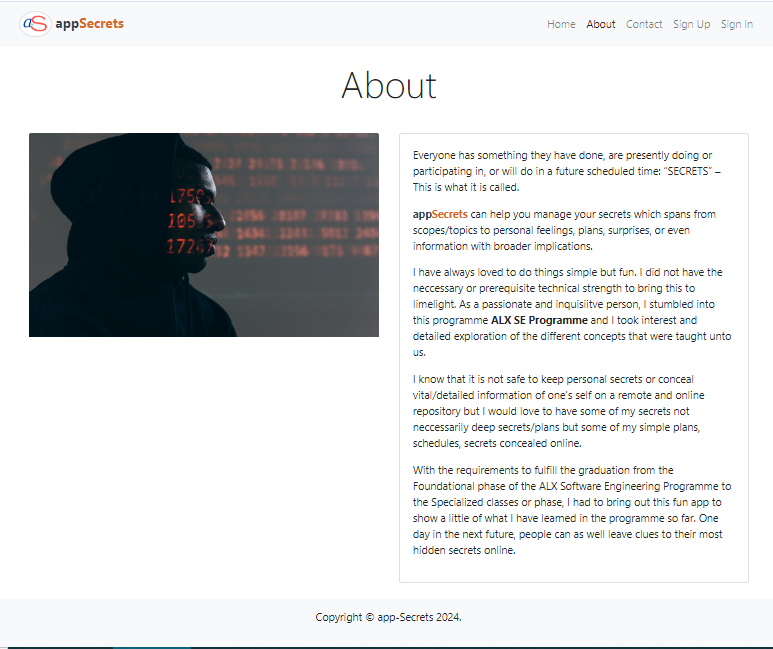 aS appSecrets
Home About Contact Sign Up Sign In
About
1750
105
1724
Everyone has something they have done, are presently doing or
participating in, or will do in a future scheduled time: "SECRETS" –
This is what it is called.
appSecrets can help you manage your secrets which spans from
scopes/topics to personal feelings, plans, surprises, or even
information with broader implications.
I have always loved to do things simple but fun. I did not have the
neccessary or prerequisite technical strength to bring this to
limelight. As a passionate and inquisiitve person, I stumbled into
this programme ALX SE Programme and I took interest and
detailed exploration of the different concepts that were taught unto
us.
I know that it is not safe to keep personal secrets or conceal
vital/detailed information of one's self on a remote and online
repository but I would love to have some of my secrets not
neccessarily deep secrets/plans but some of my simple plans,
schedules, secrets concealed online.
With the requirements to fulfill the graduation from the
Foundational phase of the ALX Software Engineering Programme to
the Specialized classes or phase, I had to bring out this fun app to
show a little of what I have learned in the programme so far. One
day in the next future, people can as well leave clues to their most
hidden secrets online.
Copyright © app-Secrets 2024.